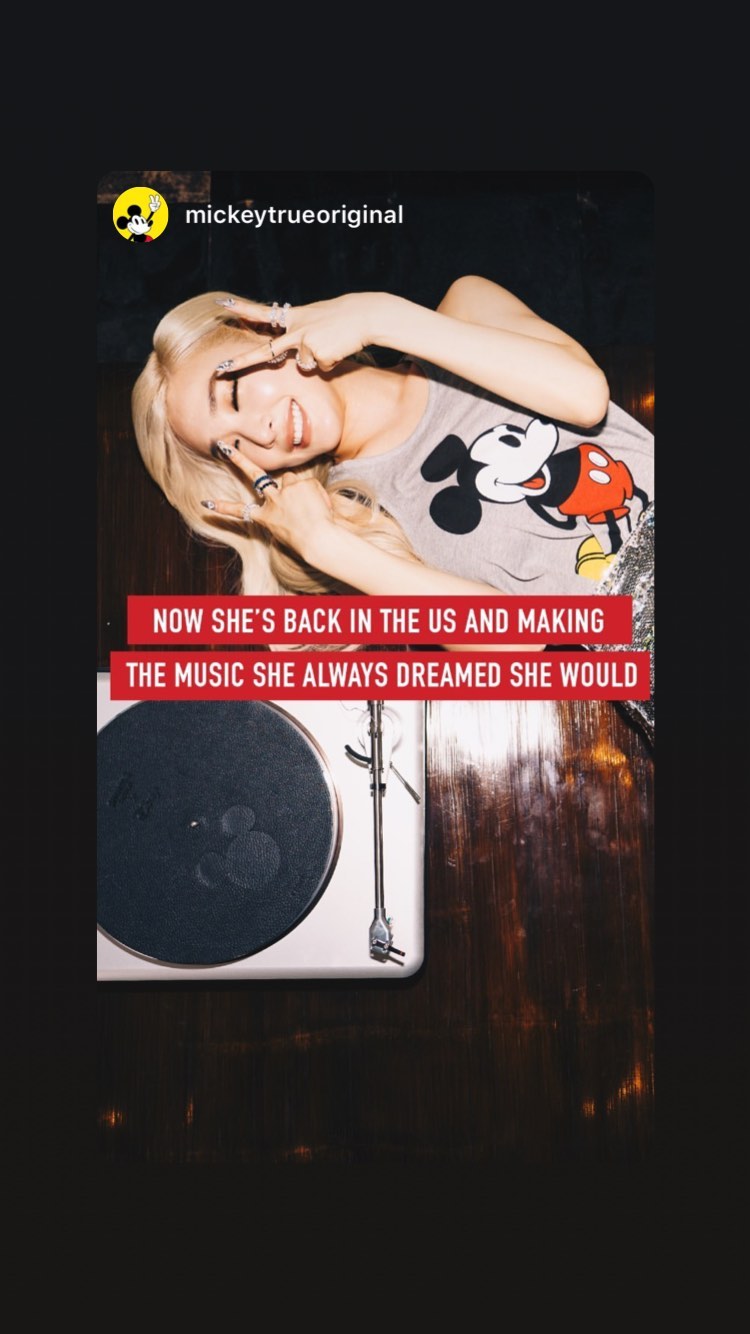 mickeytrueoriginal
NOW SHE'S BACK IN THE US AND MAKING
THE MUSIC SHE ALWAYS DREAMED SHE WOULD